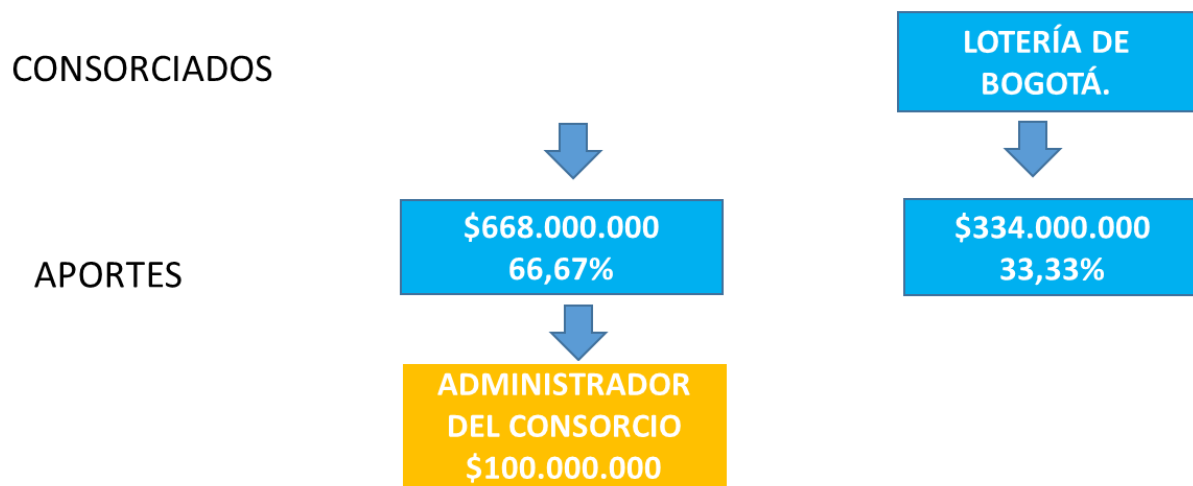 CONSORCIADOS
LOTERÍA DE
BOGOTÁ.
APORTES
$668.000.000
66,67%
$334.000.000
33,33%
ADMINISTRADOR
DEL CONSORCIO
$100.000.000